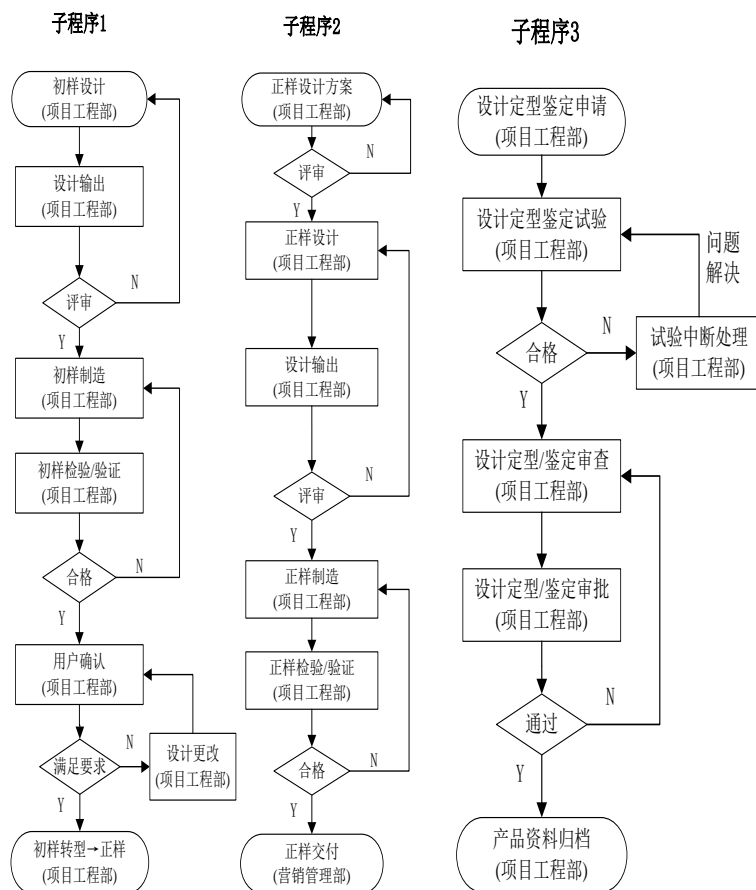 子程序1
初样设计
(项目工程部)
设计输出
(项目工程部)
N
评审
Y
初样制造
(项目工程部)
初样检验/验证
(项目工程部)
合格
N
Y
用户确认
(项目工程部)
满足要求
N
设计更改
(项目工程部)
Y
初样转型→正样
(项目工程部)
子程序2
正样设计方案
(项目工程部)
N
评审
Y
正样设计
(项目工程部)
设计输出
(项目工程部)
评审
N
Y
正样制造
(项目工程部)
正样检验/验证
(项目工程部)
合格
N
Y
正样交付
(营销管理部)
子程序3
设计定型鉴定申请
(项目工程部)
设计定型鉴定试验
(项目工程部)
问题
解决
合格
N
试验中断处理
(项目工程部)
Y
设计定型/鉴定审查
(项目工程部)
设计定型/鉴定审批
(项目工程部)
N
通过
Y
产品资料归档
(项目工程部)